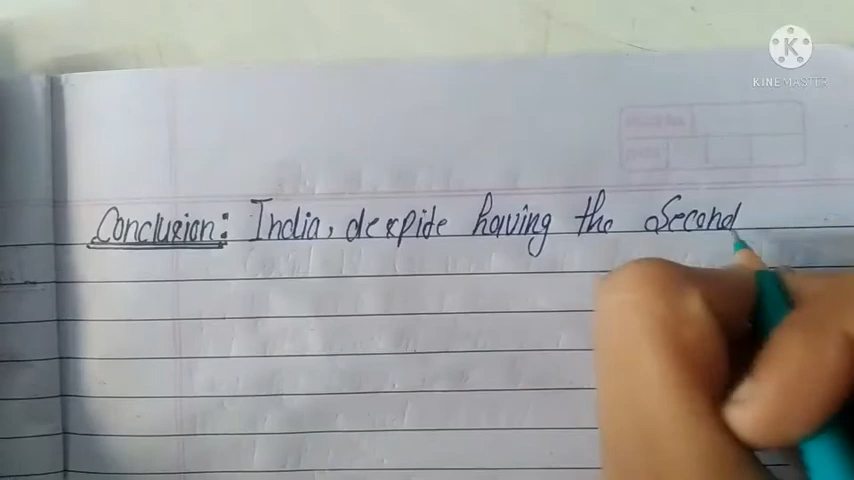 KINEMASTER
Conclusion: India, despide having the Second